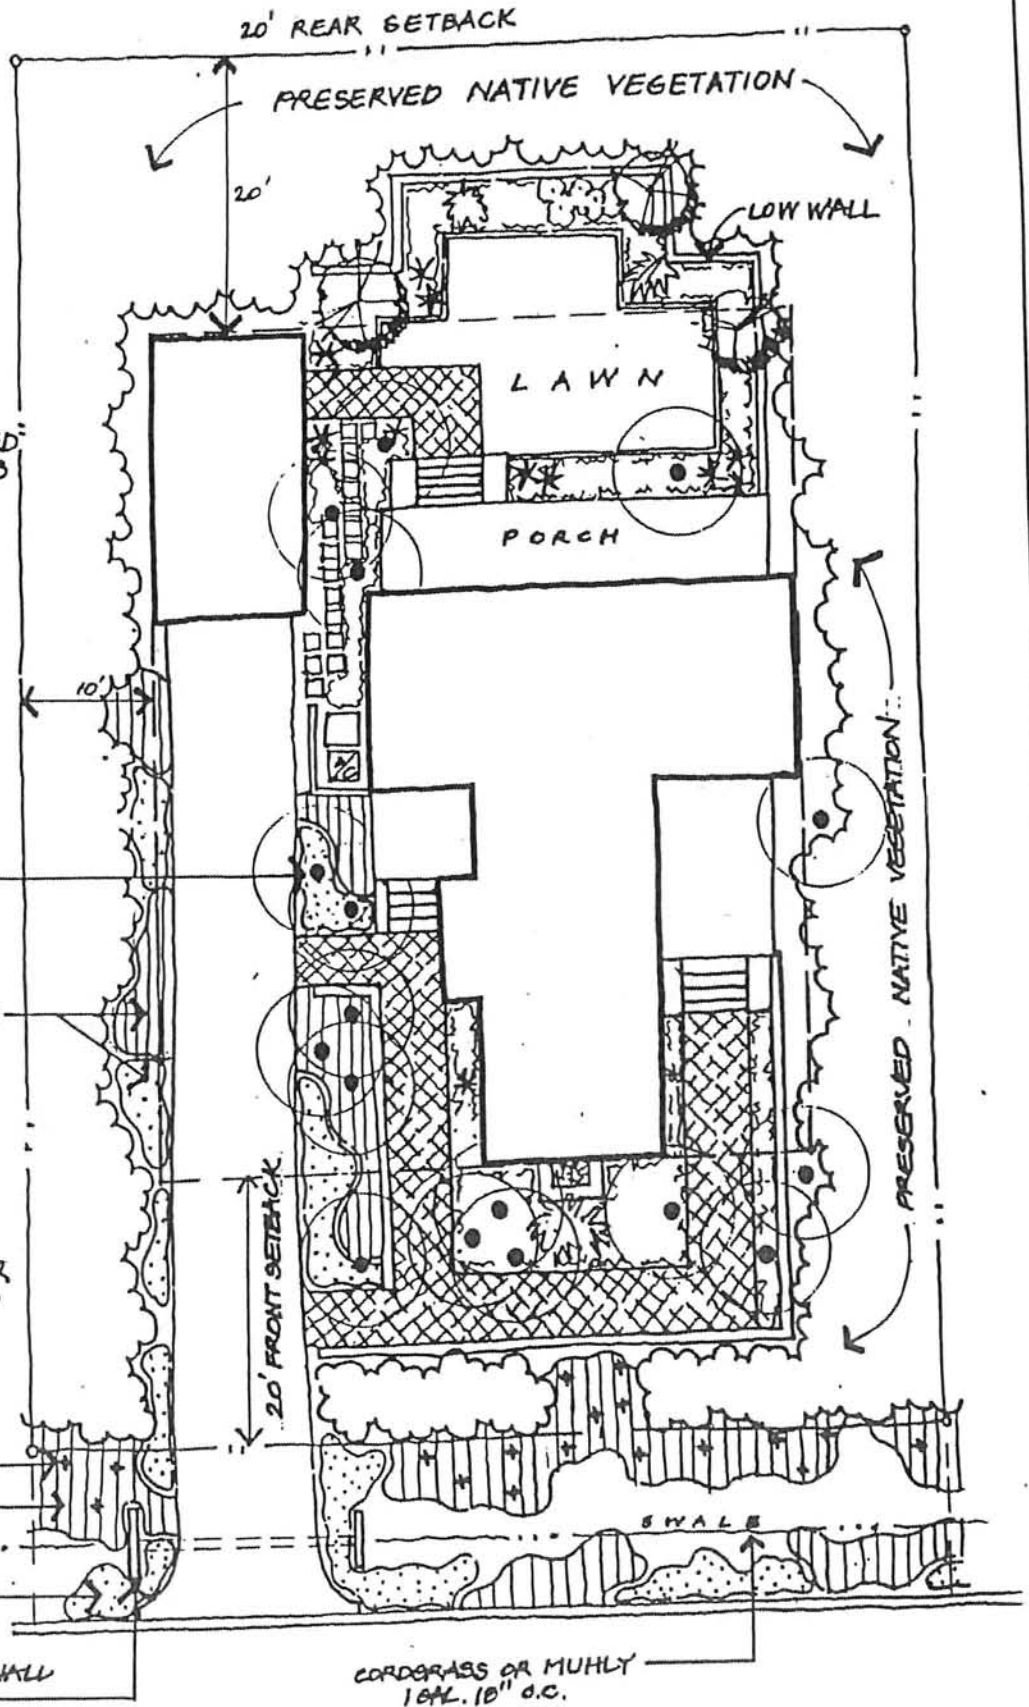 20' REAR SETBACK
PRESERVED NATIVE VEGETATION
20'
LOW WALL
LAWN
PORCH
10'
A/C
PRESERVED NATIVE VEGETATION
20' FRONT SETBACK
SWALE
CORDGRASS OR MUHLY
1 GAL. 18" O.C.